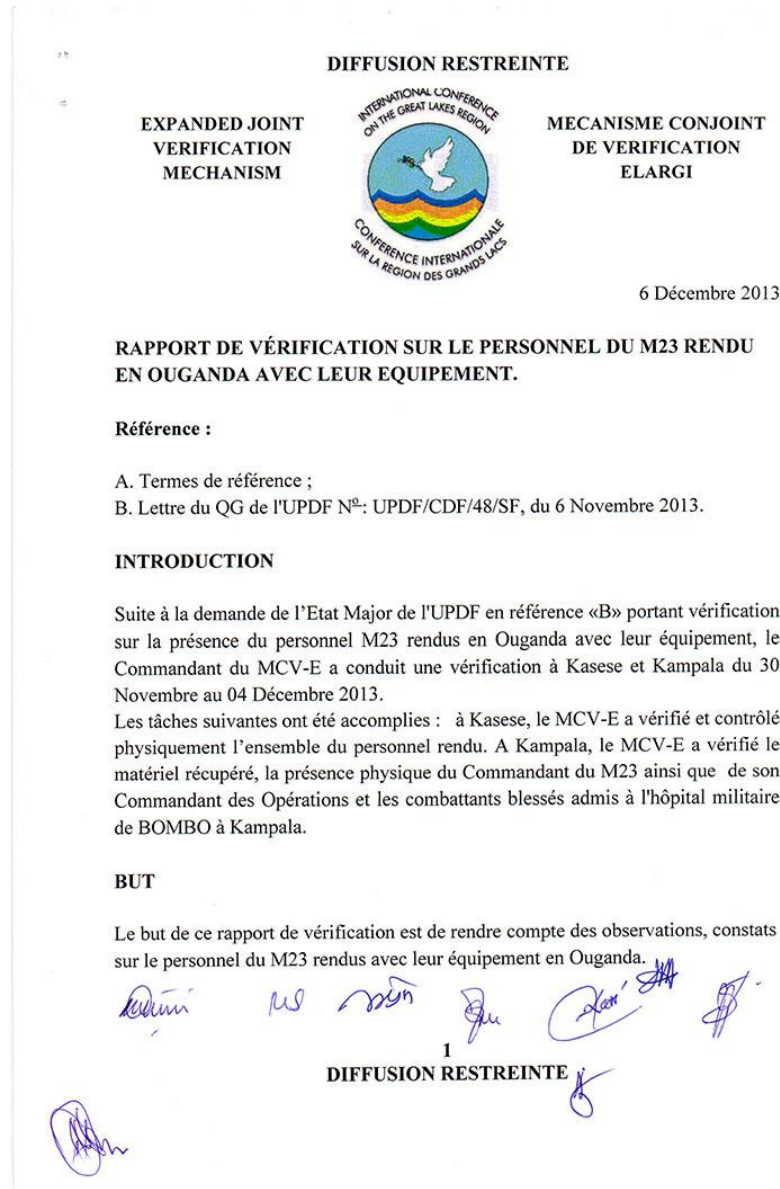 DIFFUSION RESTREINTE
EXPANDED JOINT
VERIFICATION
MECHANISM
INTERNATIONAL CONFERENCE
ON THE GREAT LAKES REGION
CONFERENCE INTERNATIONALE
SUR LA REGION DES GRANDS LACS
MECANISME CONJOINT
DE VERIFICATION
ELARGI
6 Décembre 2013
RAPPORT DE VÉRIFICATION SUR LE PERSONNEL DU M23 RENDU
EN OUGANDA AVEC LEUR EQUIPEMENT.
Référence :
A. Termes de référence ;
B. Lettre du QG de l'UPDF Nº: UPDF/CDF/48/SF, du 6 Novembre 2013.
INTRODUCTION
Suite à la demande de l’Etat Major de l'UPDF en référence «B» portant vérification
sur la présence du personnel M23 rendus en Ouganda avec leur équipement, le
Commandant du MCV-E a conduit une vérification à Kasese et Kampala du 30
Novembre au 04 Décembre 2013.
Les tâches suivantes ont été accomplies : à Kasese, le MCV-E a vérifié et contrôlé
physiquement l’ensemble du personnel rendu. A Kampala, le MCV-E a vérifié le
matériel récupéré, la présence physique du Commandant du M23 ainsi que de son
Commandant des Opérations et les combattants blessés admis à l'hôpital militaire
de BOMBO à Kampala.
BUT
Le but de ce rapport de vérification est de rendre compte des observations, constats
sur le personnel du M23 rendus avec leur équipement en Ouganda.
1
DIFFUSION RESTREINTE